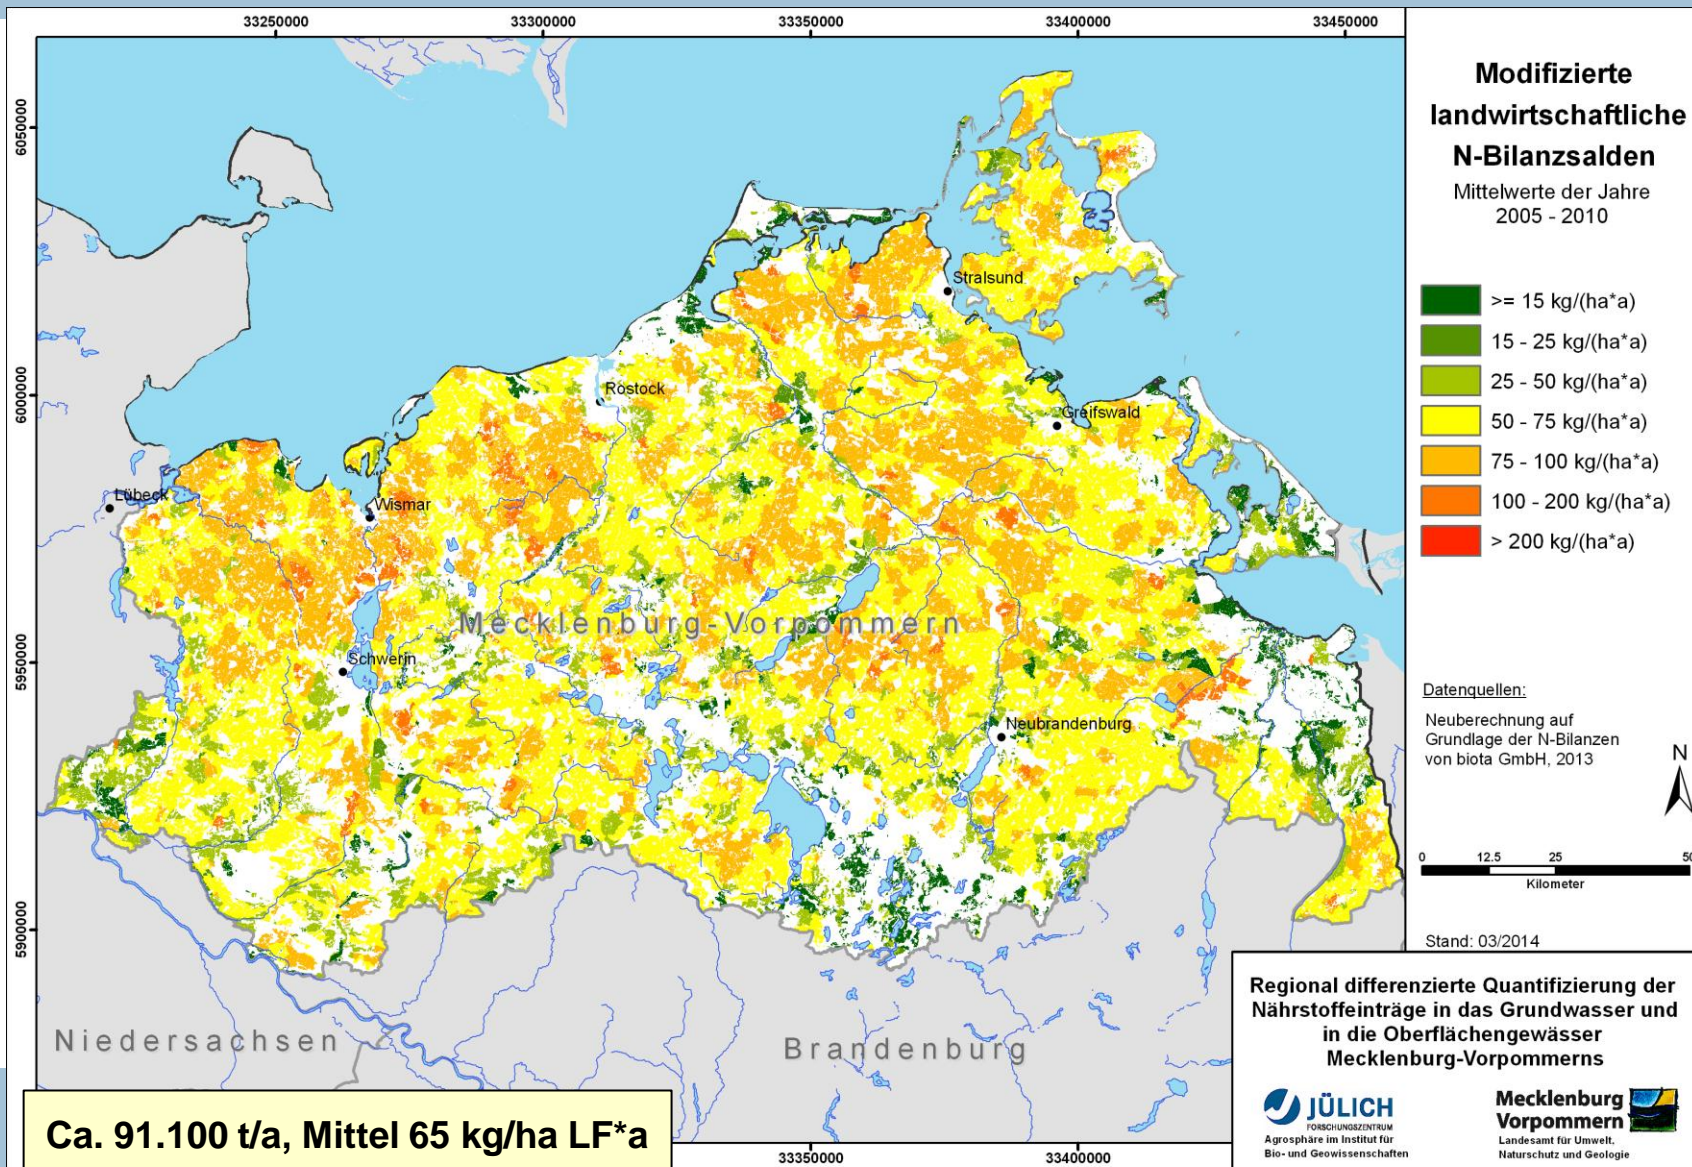 33250000
33300000
33350000
33400000
33450000
6050000
6000000
5950000
5900000
Stralsund
Rostock
Greifswald
Lübeck
Wismar
Mecklenburg-Vorpommern
Schwerin
Neubrandenburg
Niedersachsen
Brandenburg
33350000
33400000
Ca. 91.100 t/a, Mittel 65 kg/ha LF*a
Modifizierte
landwirtschaftliche
N-Bilanzsalden
Mittelwerte der Jahre
2005 - 2010
>= 15 kg/(ha*a)
15 - 25 kg/(ha*a)
25 - 50 kg/(ha*a)
50 - 75 kg/(ha*a)
75 - 100 kg/(ha*a)
100 - 200 kg/(ha*a)
> 200 kg/(ha*a)
Datenquellen:
Neuberechnung auf
Grundlage der N-Bilanzen
von biota GmbH, 2013
N
0 12.5 25 50
Kilometer
Stand: 03/2014
Regional differenzierte Quantifizierung der
Nährstoffeinträge in das Grundwasser und
in die Oberflächengewässer
Mecklenburg-Vorpommerns
JÜLICH
FORSCHUNGSZENTRUM
Agrosphäre im Institut für
Bio- und Geowissenschaften
Mecklenburg
Vorpommern
Landesamt für Umwelt,
Naturschutz und Geologie